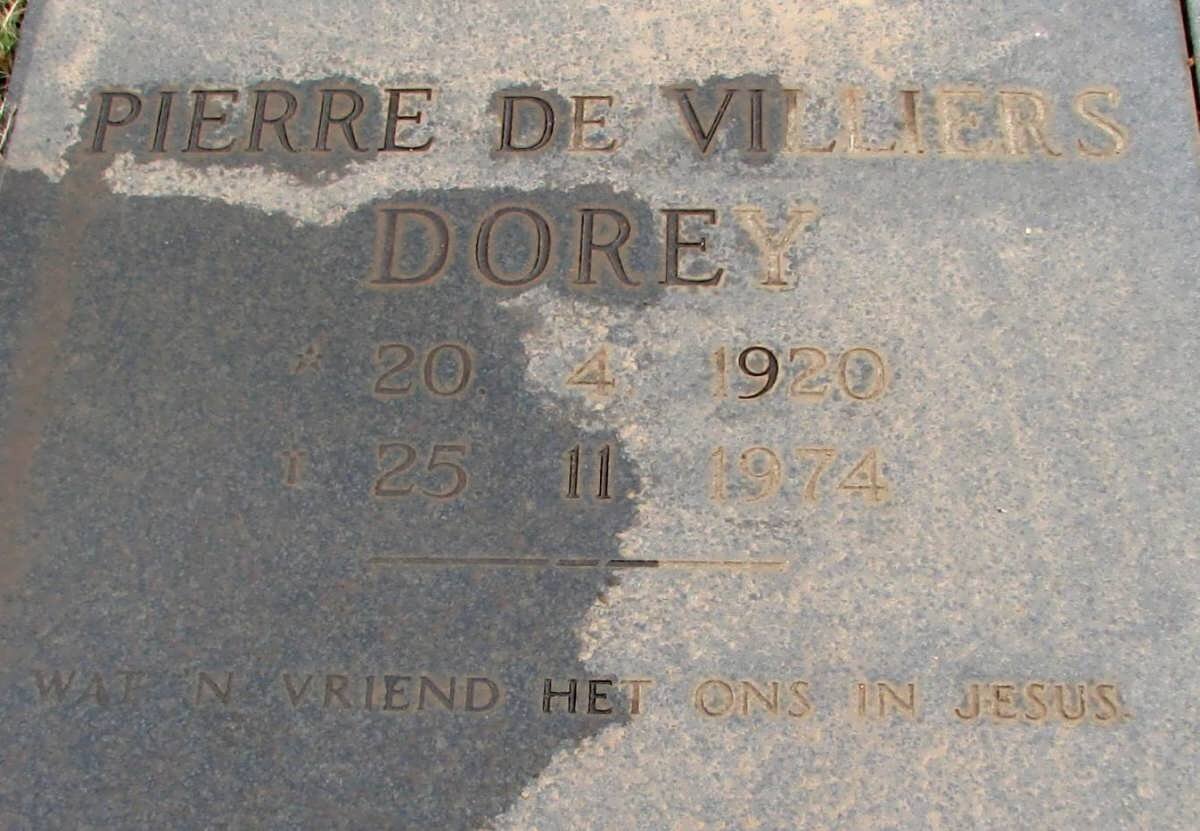 PIERRE DE VILLIERS
DOREY
* 20. 4. 1920
† 25. 11. 1974
WAT 'N VRIEND HET ONS IN JESUS.